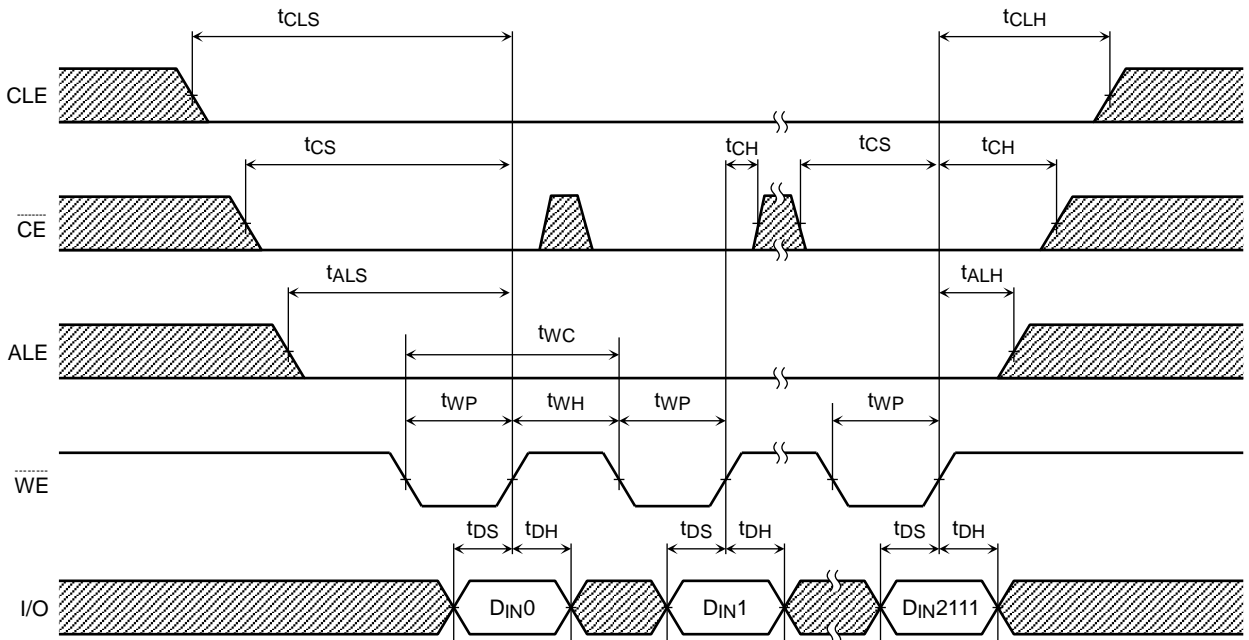 tCLS
tCLH
CLE
tCS
tCH
tCS
tCH
CE
tALS
tALH
ALE
tWC
tWP
tWH
tWP
tWP
WE
tDS
tDH
tDS
tDH
tDS
tDH
I/O
DIN0
DIN1
DIN2111